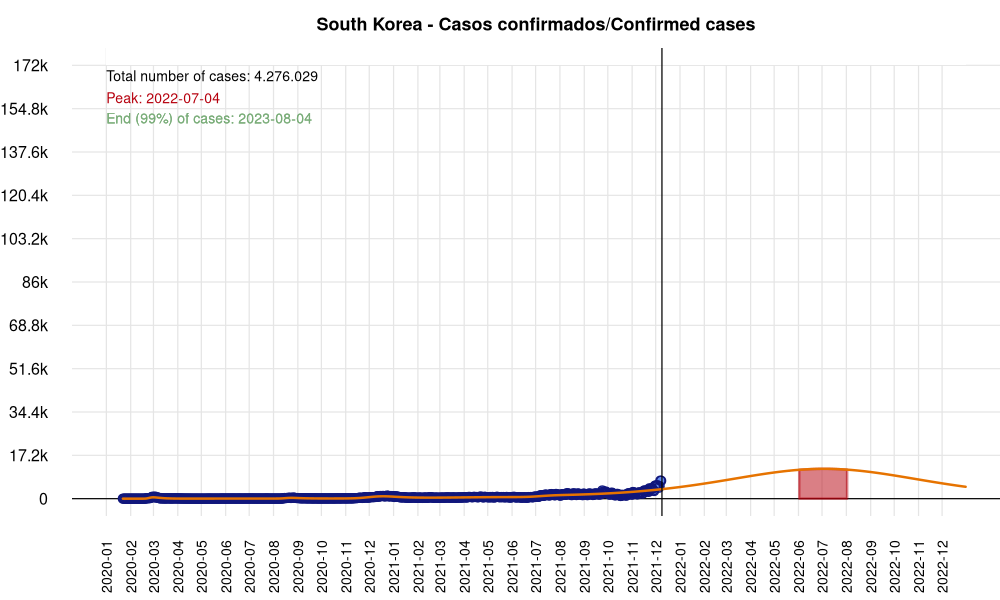 South Korea - Casos confirmados/Confirmed cases
172k
Total number of cases: 4.276.029
Peak: 2022-07-04
154.8k
End (99%) of cases: 2023-08-04
137.6k
120.4k
103.2k
86k
68.8k
51.6k
34.4k
17.2k
0
2020-01
2020-02
2020-03
2020-04
2020-05
2020-06
2020-07
2020-08
2020-09
2020-10
2020-11
2020-12
2021-01
2021-02
2021-03
2021-04
2021-05
2021-06
2021-07
2021-08
2021-09
2021-10
2021-11
2021-12
2022-01
2022-02
2022-03
2022-04
2022-05
2022-06
2022-07
2022-08
2022-09
2022-10
2022-11
2022-12